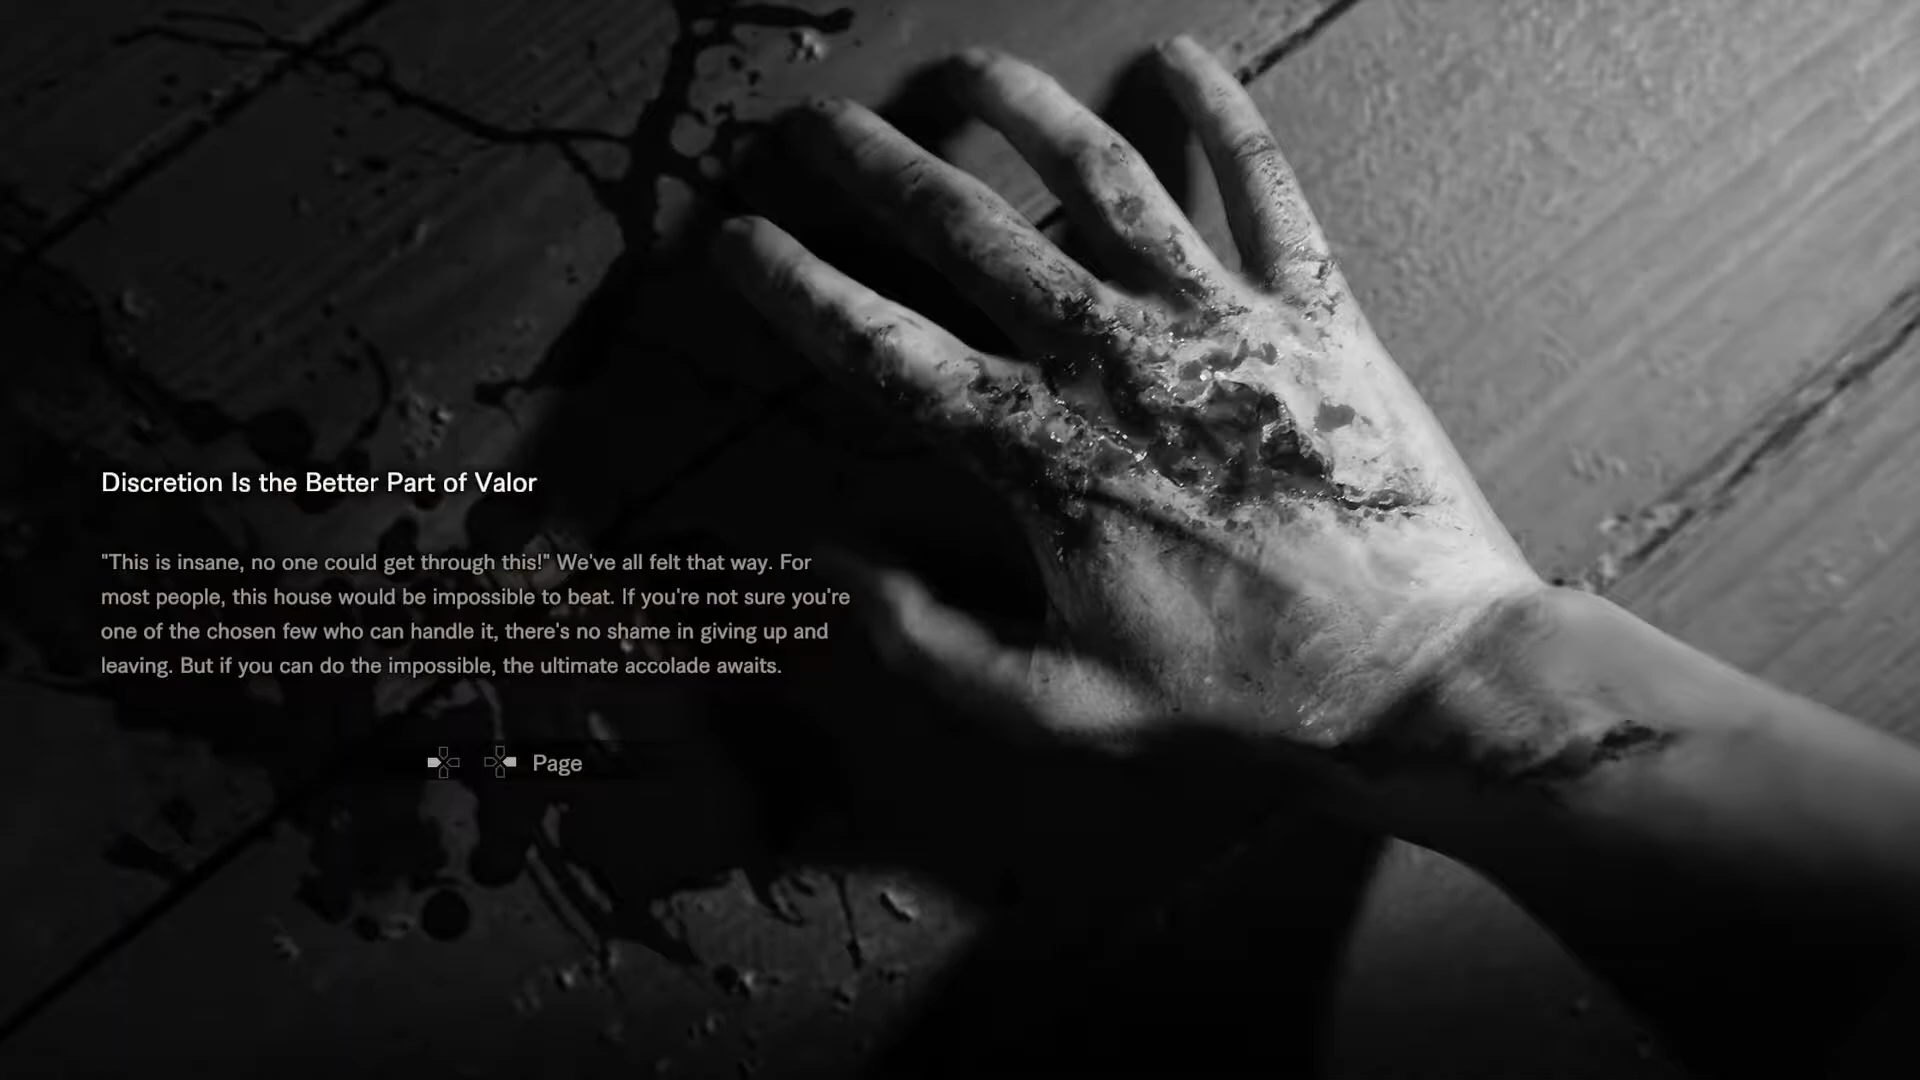 Discretion Is the Better Part of Valor
"This is insane, no one could get through this!" We've all felt that way. For
most people, this house would be impossible to beat. If you're not sure you're
one of the chosen few who can handle it, there's no shame in giving up and
leaving. But if you can do the impossible, the ultimate accolade awaits.
Page